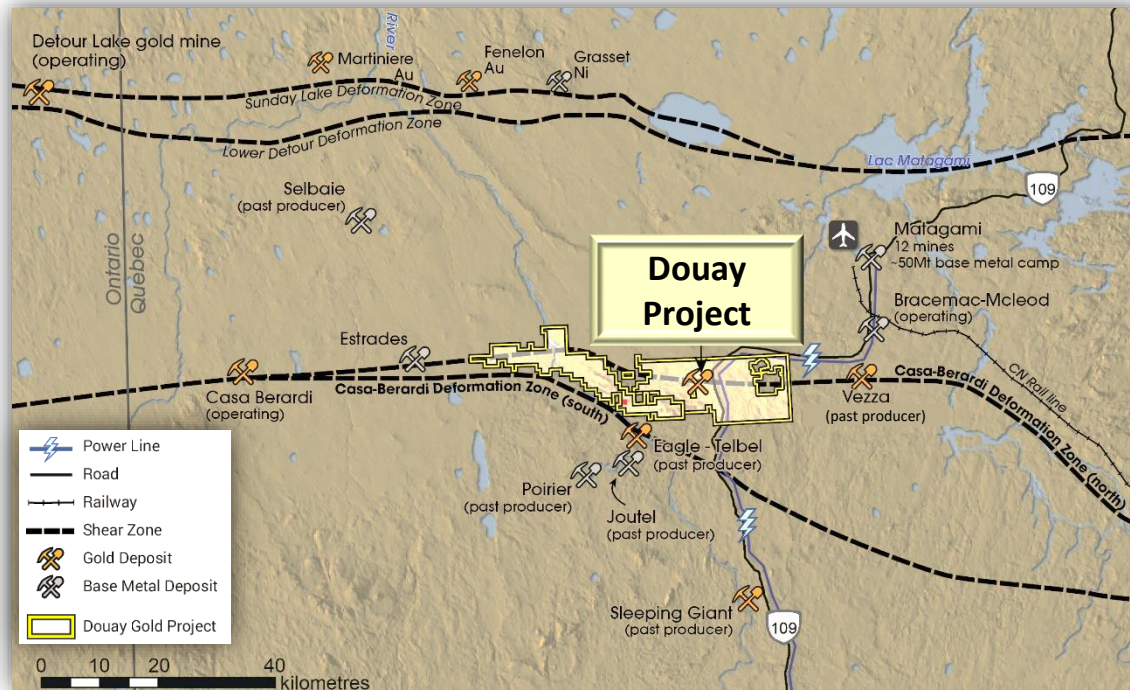 Detour Lake gold mine
(operating)
Martiniere
Au
Fenelon
Au
Grasset
Ni
River
Sunday Lake Deformation Zone
Lower Detour Deformation Zone
Lac Matagami
109
Selbaie
(past producer)
Ontario
Quebec
Matagami
12 mines
~50Mt base metal camp
Douay
Project
Bracemac-Mcleod
(operating)
Estrades
CN Rail line
Casa Berardi
(operating)
Casa-Berardi Deformation Zone (south)
Vezza
(past producer)
Casa-Berardi Deformation Zone (north)
Eagle - Telbel
(past producer)
Poirier
(past producer)
Joutel
(past producer)
Sleeping Giant
(past producer)
109
Power Line
Road
Railway
Shear Zone
Gold Deposit
Base Metal Deposit
Douay Gold Project
0 10 20 40
kilometres